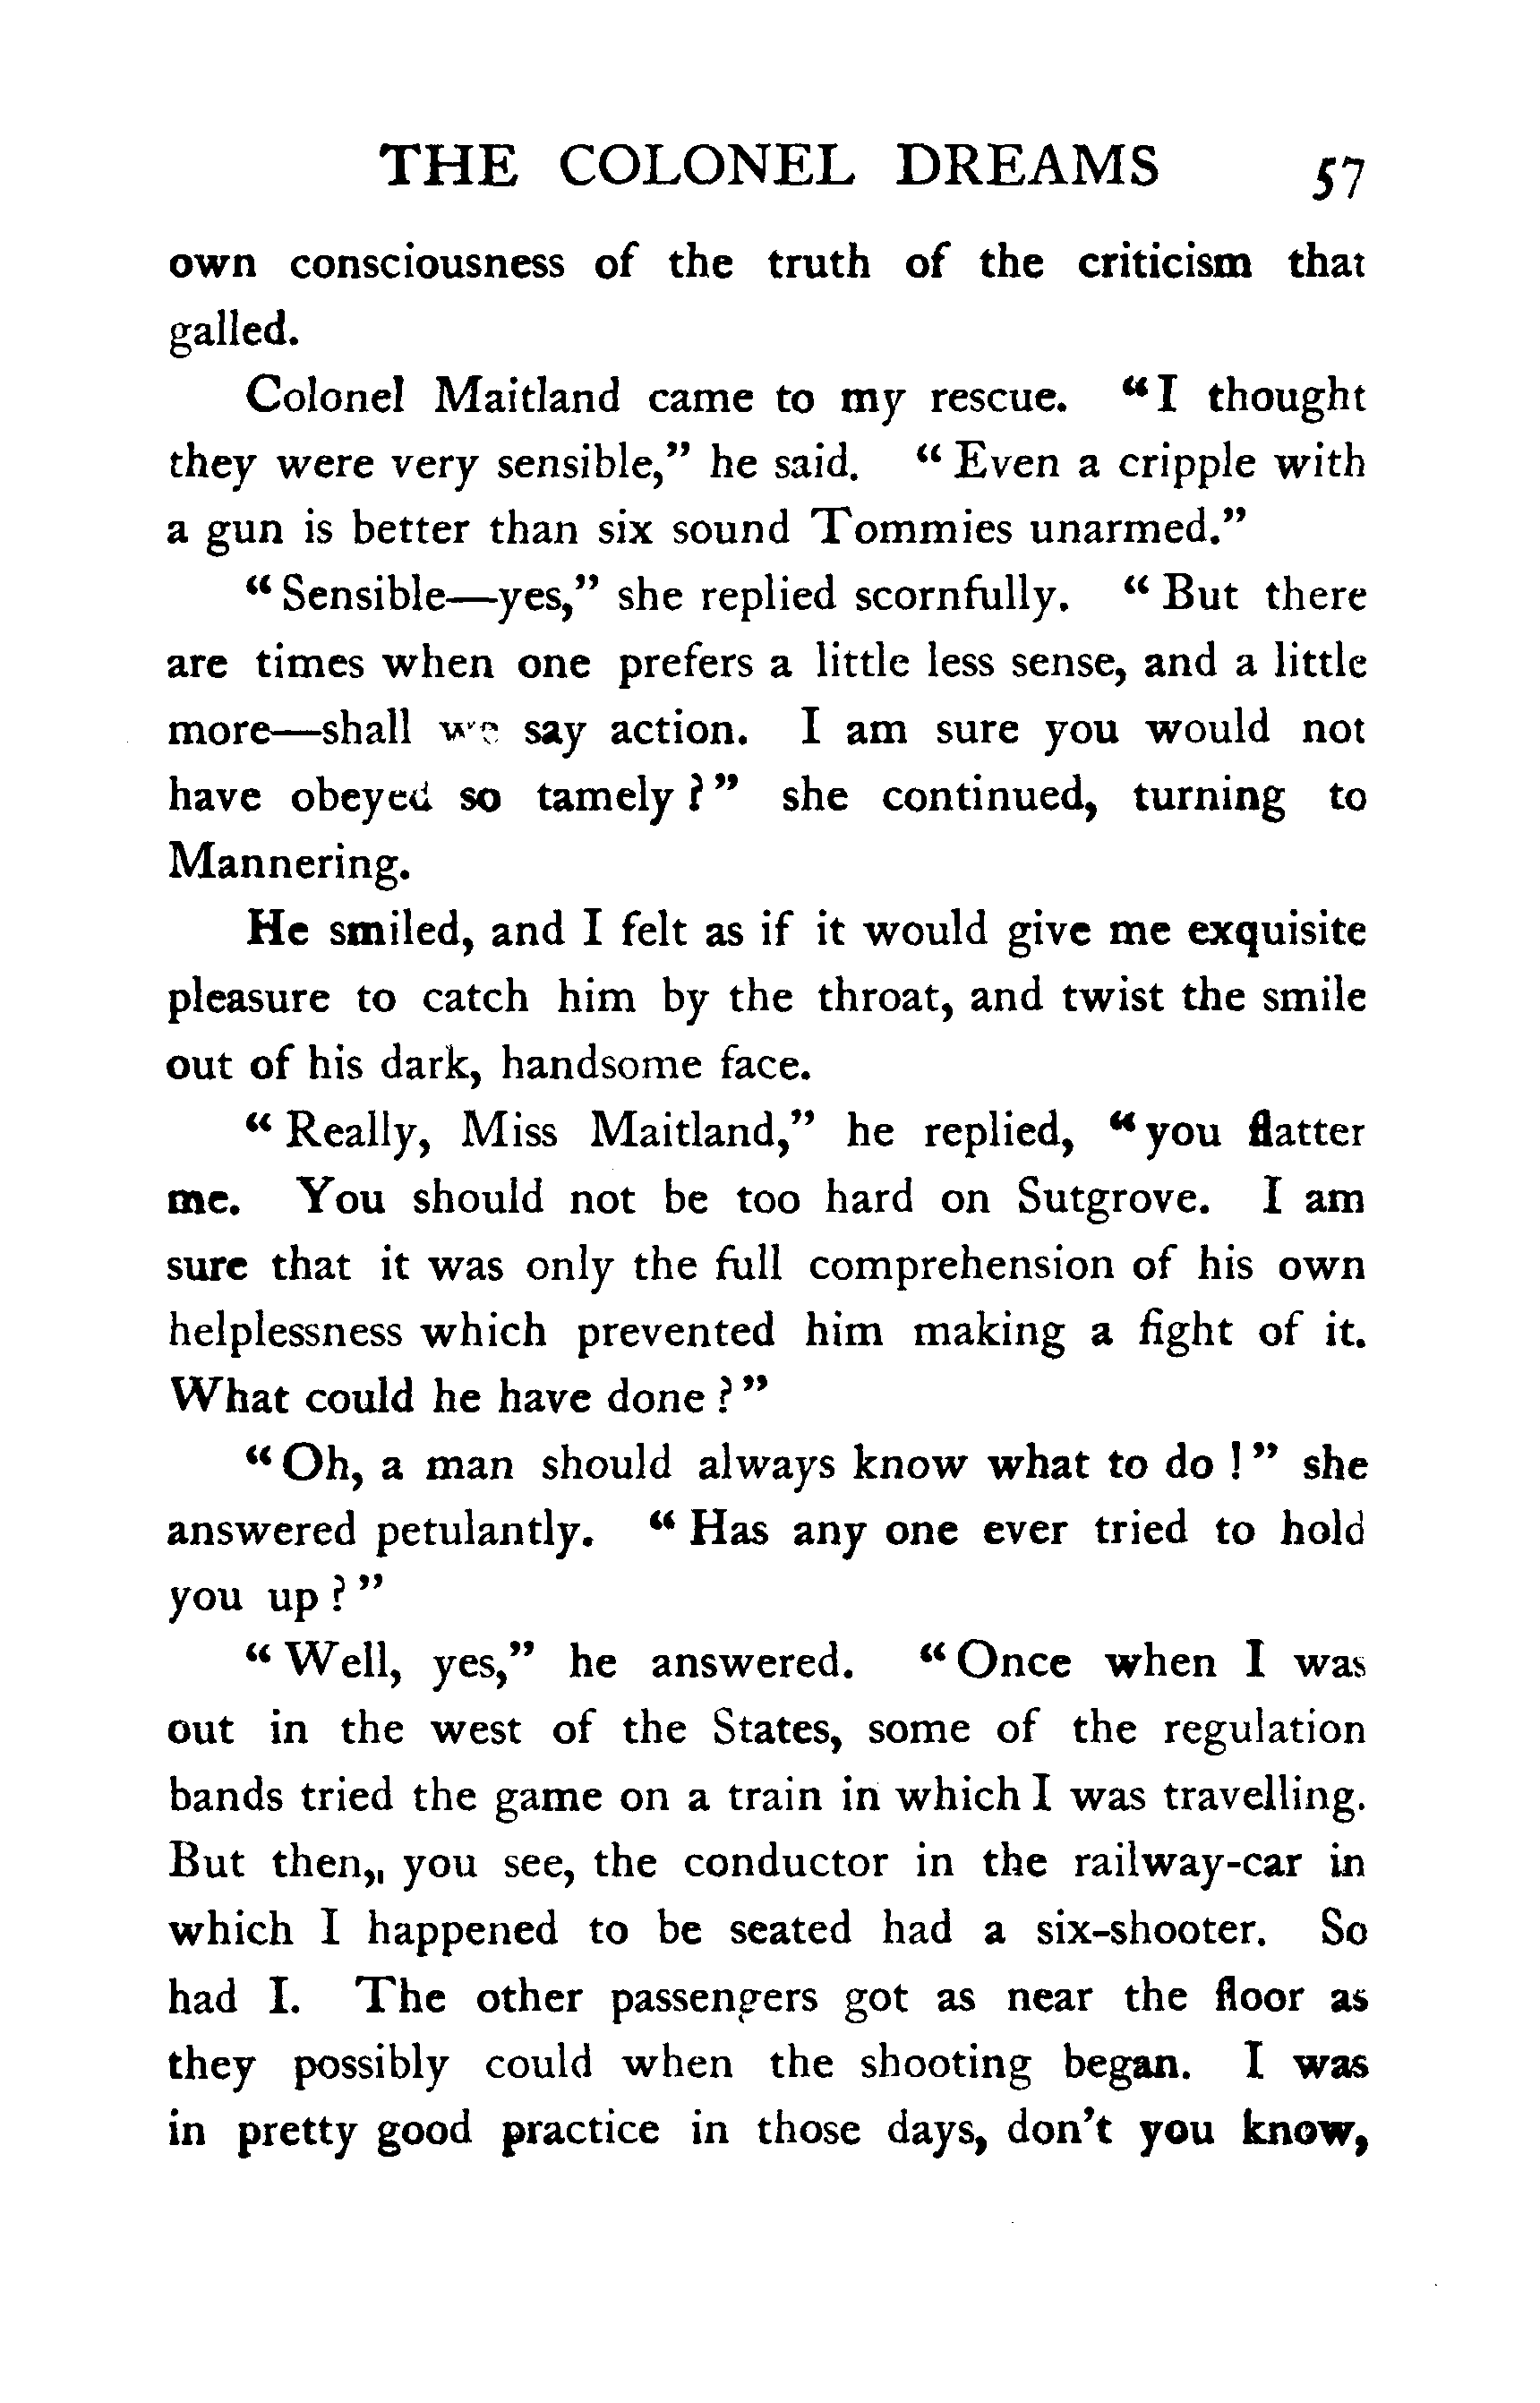 THE COLONEL DREAMS 57
own consciousness of the truth of the criticism that
galled.
Colonel Maitland came to my rescue. “I thought
they were very sensible,” he said. “Even a cripple with
a gun is better than six sound Tommies unarmed.”
“Sensible—yes,” she replied scornfully. “But there
are times when one prefers a little less sense, and a little
more—shall we say action. I am sure you would not
have obeyed so tamely?” she continued, turning to
Mannering.
He smiled, and I felt as if it would give me exquisite
pleasure to catch him by the throat, and twist the smile
out of his dark, handsome face.
“Really, Miss Maitland,” he replied, “you flatter
me. You should not be too hard on Sutgrove. I am
sure that it was only the full comprehension of his own
helplessness which prevented him making a fight of it.
What could he have done?”
“Oh, a man should always know what to do!” she
answered petulantly. “Has any one ever tried to hold
you up?”
“Well, yes,” he answered. “Once when I was
out in the west of the States, some of the regulation
bands tried the game on a train in which I was travelling.
But then, you see, the conductor in the railway-car in
which I happened to be seated had a six-shooter. So
had I. The other passengers got as near the floor as
they possibly could when the shooting began. I was
in pretty good practice in those days, don’t you know,